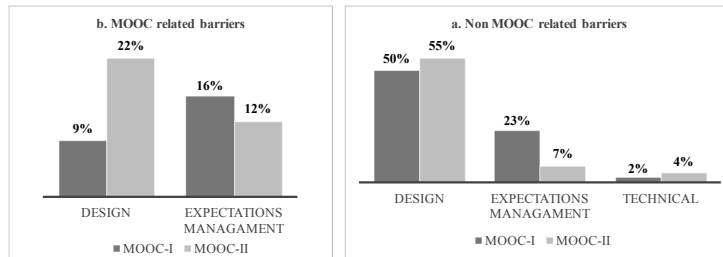 b. MOOC related barriers
22%
16%
12%
9%
DESIGN
EXPECTATIONS
MANAGAMENT
MOOC-I
MOOC-II
a. Non MOOC related barriers
50%
55%
23%
7%
2%
4%
DESIGN
EXPECTATIONS
MANAGAMENT
TECHNICAL
MOOC-I
MOOC-II